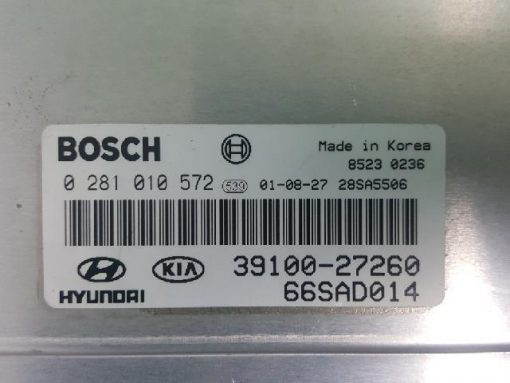 BOSCH
Made in Korea
8523 0236
0 281 010 572 539 01-08-27 28SA5506
KIA 39100-27260
HYUNDAI 66SAD014